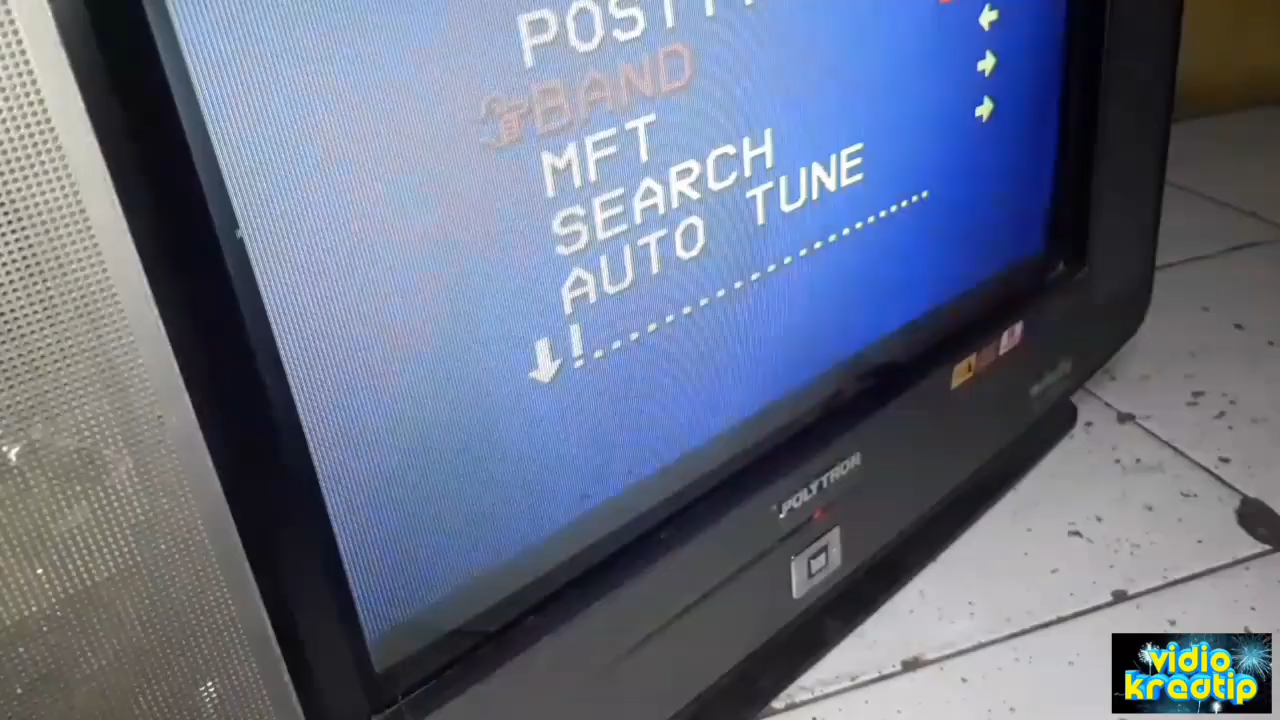 BAND
MFT
SEARCH
AUTO TUNE
POLYTRON
vidio
kreatip